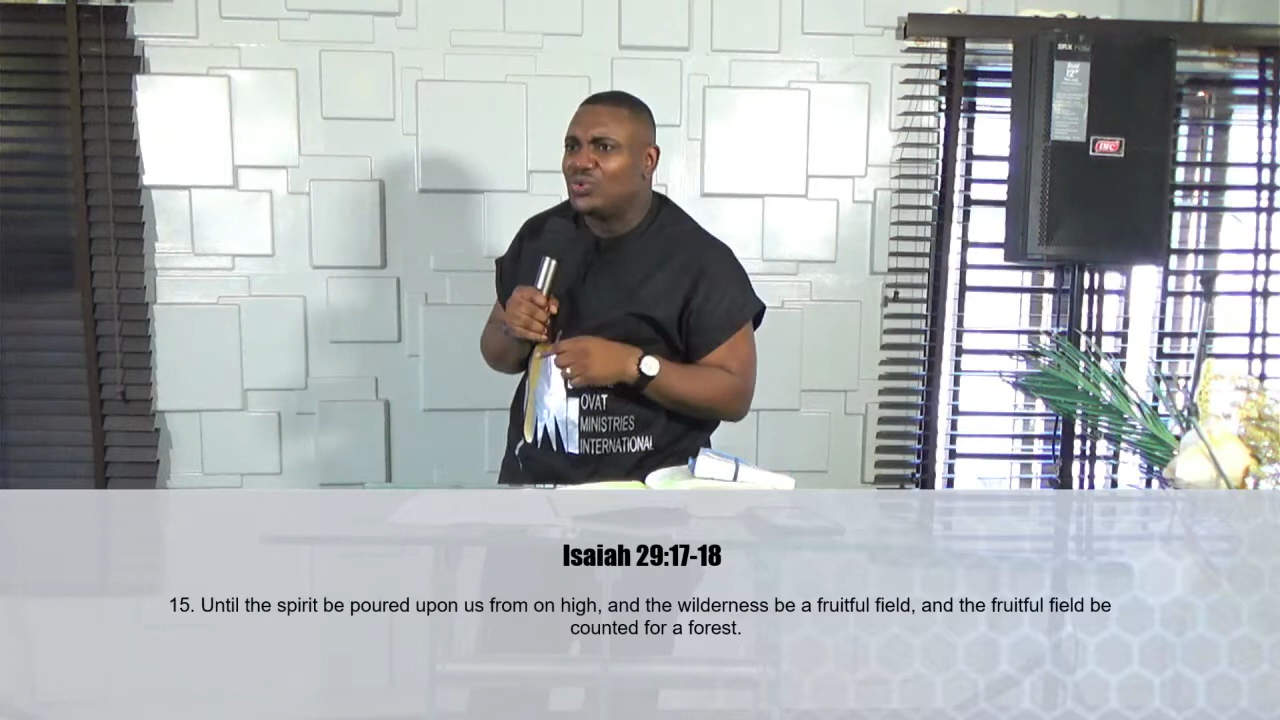 IWC
OVAT
MINISTRIES
INTERNATIONAL
Isaiah 29:17-18
15. Until the spirit be poured upon us from on high, and the wilderness be a fruitful field, and the fruitful field be
counted for a forest.